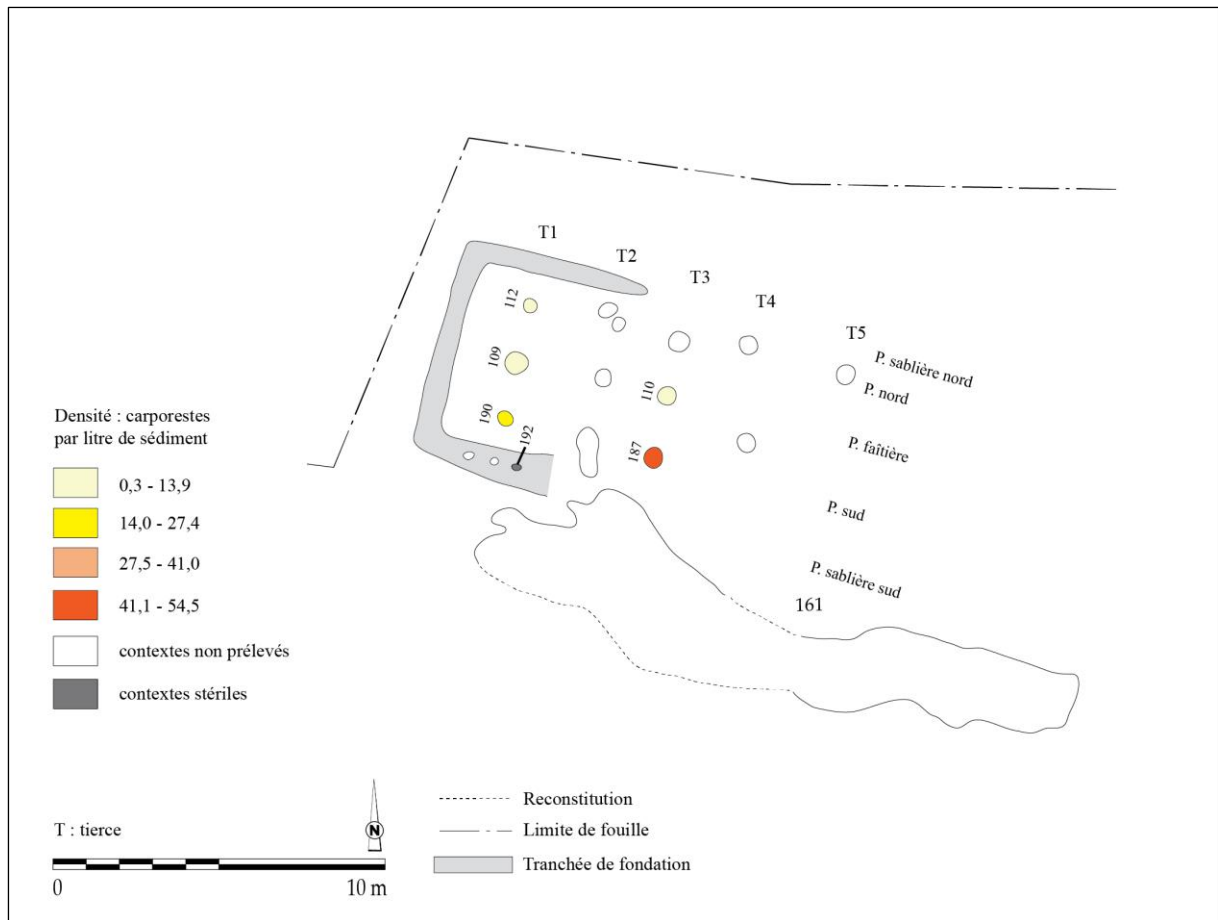 T1
T2
T3
T4
T5
P. sablière nord
P. nord
P. faîtière
P. sud
P. sablière sud
112
109
190
192
110
187
161
Densité : carporestes
par litre de sédiment
0,3 - 13,9
14,0 - 27,4
27,5 - 41,0
41,1 - 54,5
contextes non prélevés
contextes stériles
T : tierce
N
0
10 m
Reconstitution
Limite de fouille
Tranchée de fondation